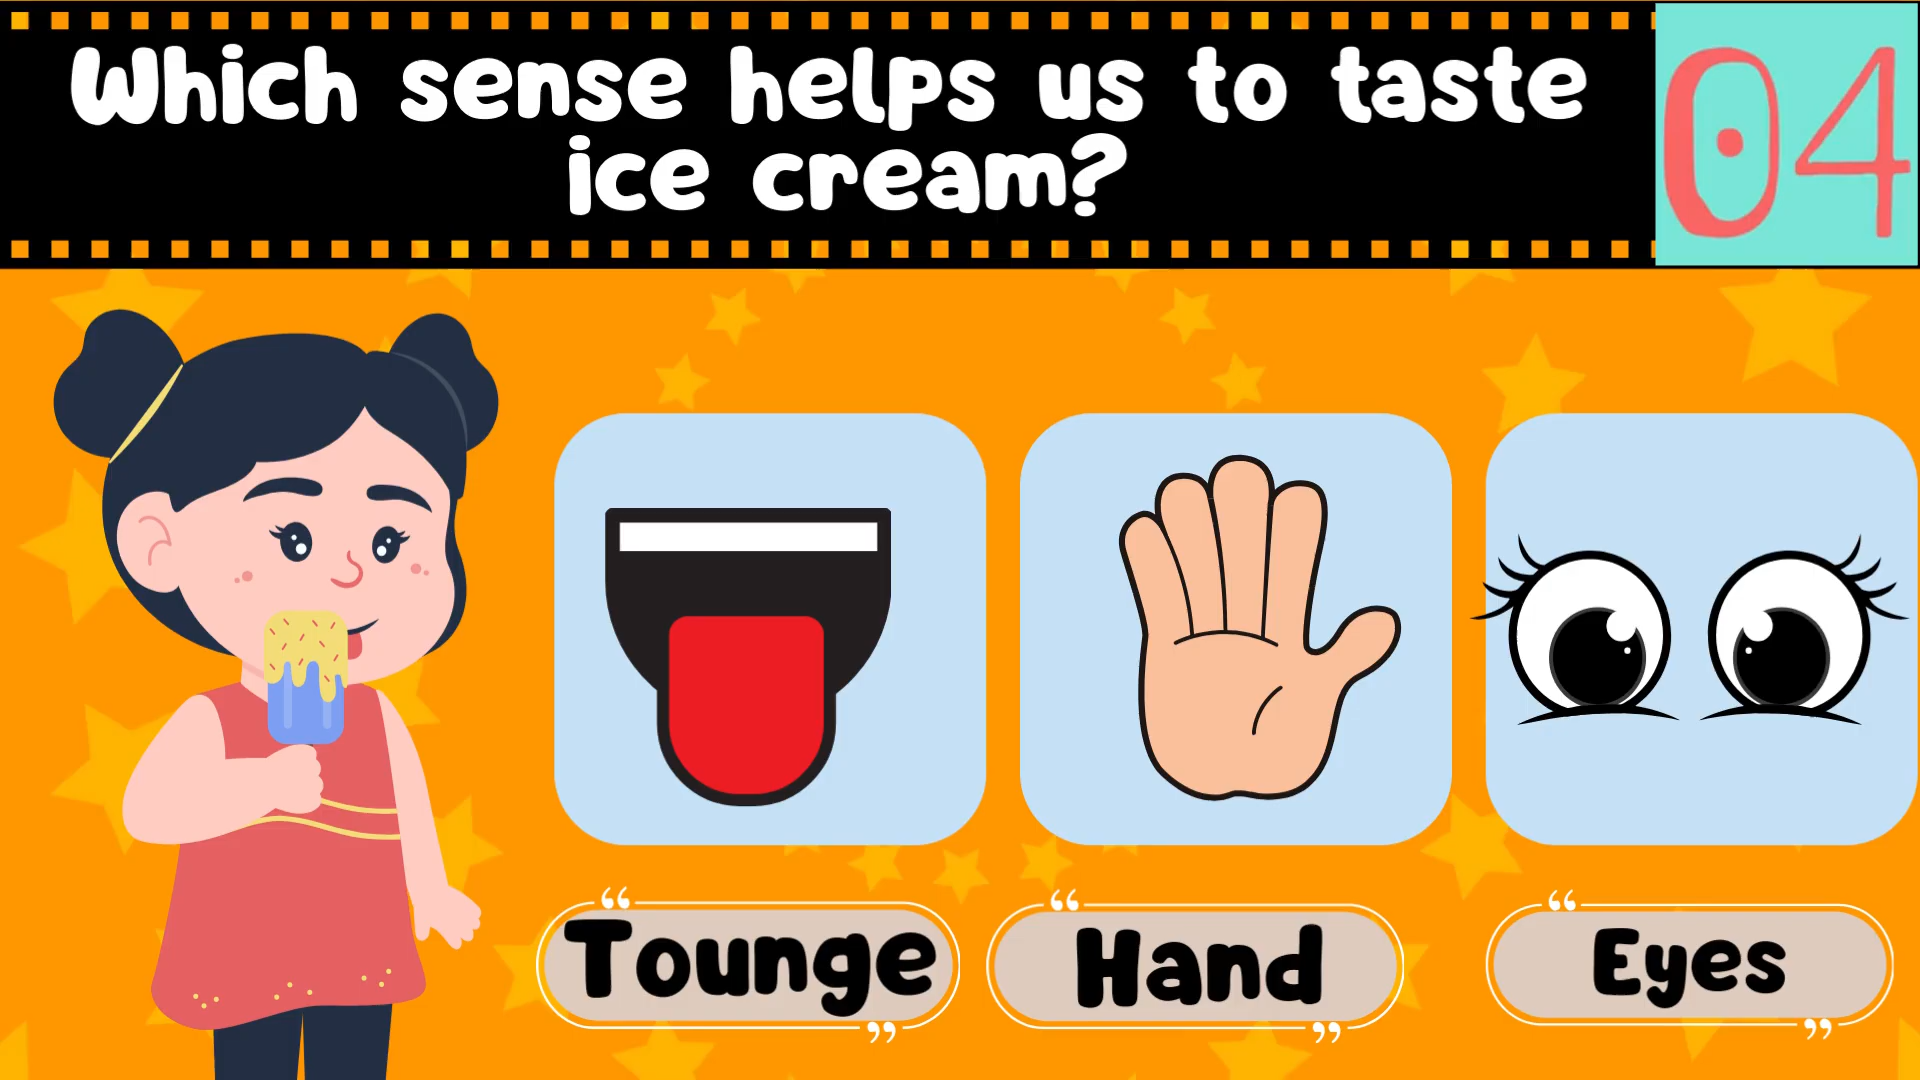 Which sense helps us to taste
ice cream?
04
“Tounge”
“Hand”
“Eyes”